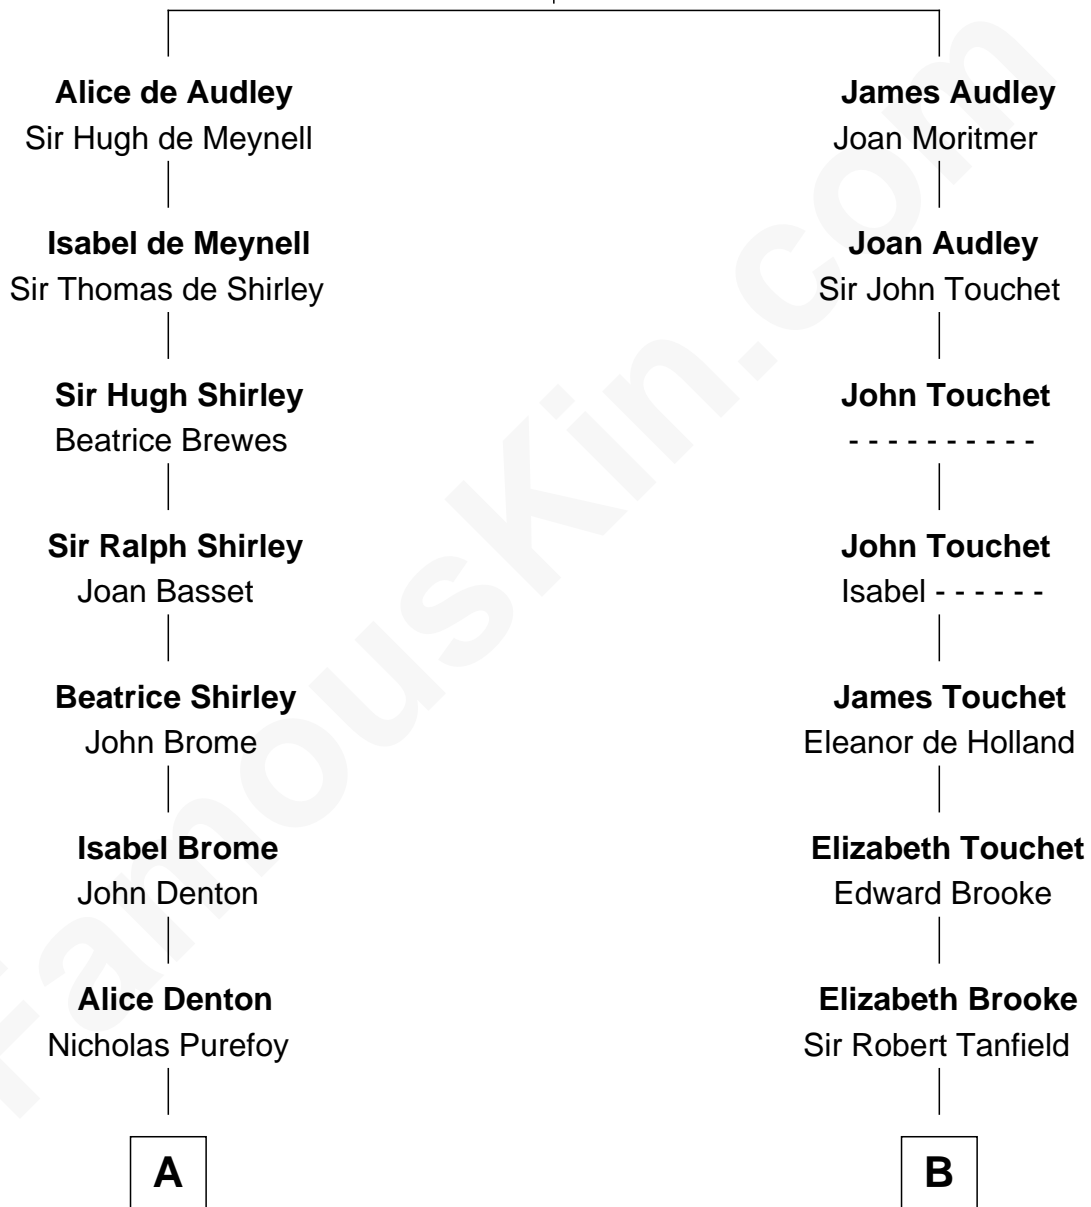 Alice de Audley
Sir Hugh de Meynell
Isabel de Meynell
Sir Thomas de Shirley
Sir Hugh Shirley
Beatrice Brewes
Sir Ralph Shirley
Joan Basset
Beatrice Shirley
John Brome
Isabel Brome
John Denton
Alice Denton
Nicholas Purefoy
A
James Audley
Joan Moritmer
Joan Audley
Sir John Touchet
John Touchet
- - - - - - - - - -
John Touchet
Isabel - - - - - -
James Touchet
Eleanor de Holland
Elizabeth Touchet
Edward Brooke
Elizabeth Brooke
Sir Robert Tanfield
B
FamousKin.com